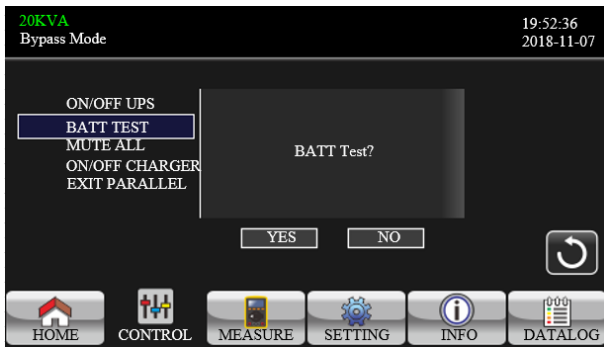 20KVA
Bypass Mode
19:52:36
2018-11-07
ON/OFF UPS
BATT TEST
MUTE ALL
ON/OFF CHARGER
EXIT PARALLEL
BATT Test?
YES NO
HOME CONTROL MEASURE SETTING INFO DATALOG